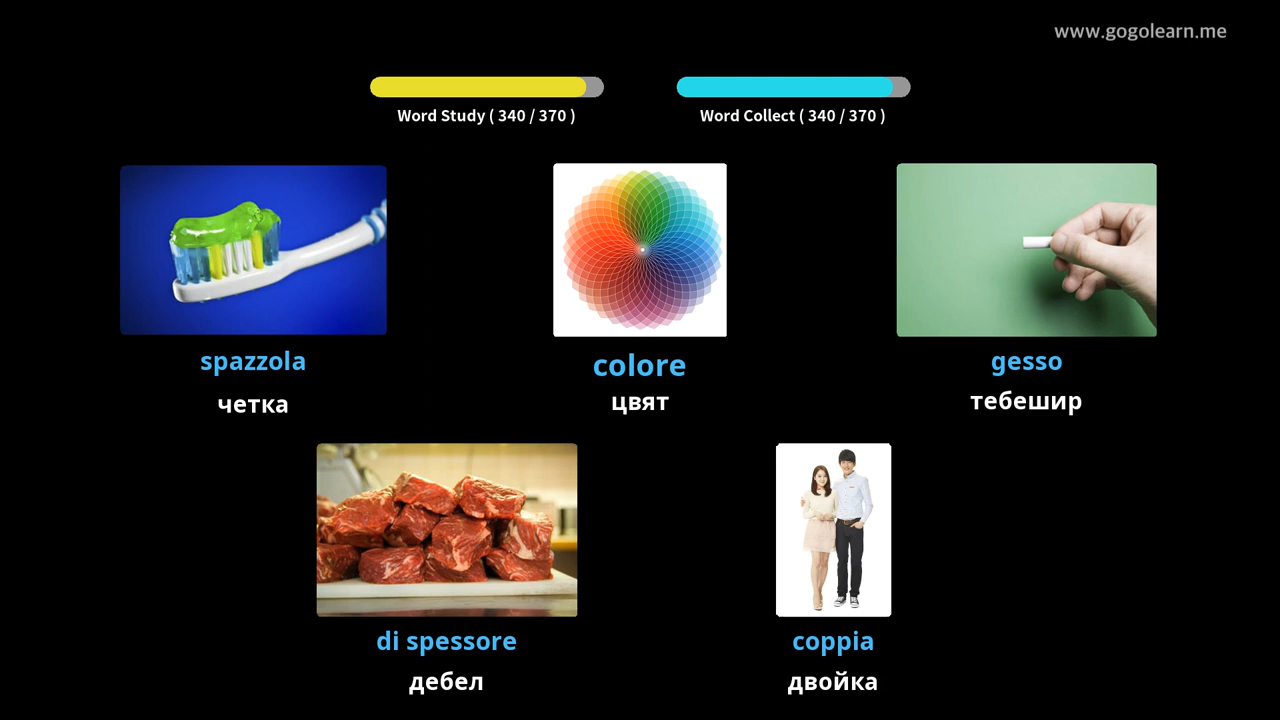 www.gogolearn.me
Word Study ( 340 / 370 )
Word Collect ( 340 / 370 )
spazzola
colore
gesso
четка
цвят
тебешир
di spessore
coppia
дебел
двойка